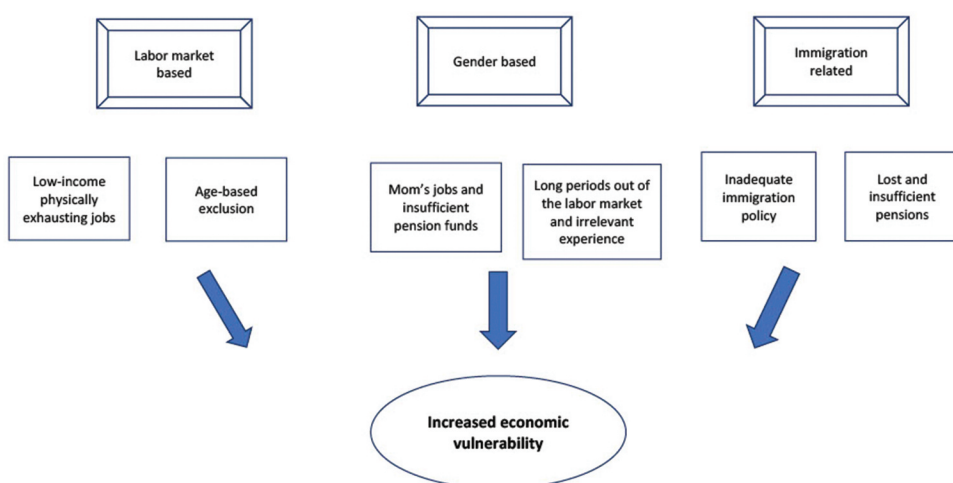 Labor market
based
Gender based
Immigration
related
Low-income
physically
exhausting jobs
Age-based
exclusion
Mom's jobs and
insufficient
pension funds
Long periods out of
the labor market
and irrelevant
experience
Inadequate
immigration
policy
Lost and
insufficient
pensions
Increased economic
vulnerability